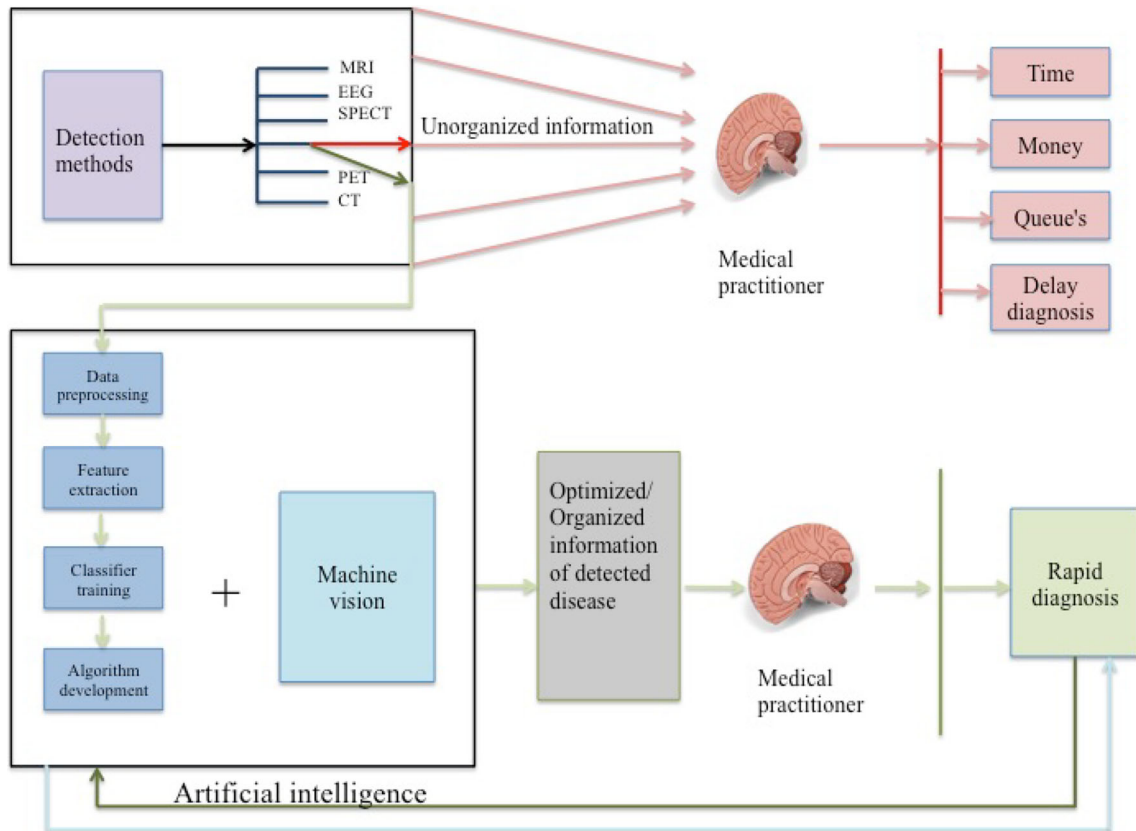 Detection
methods
MRI
EEG
SPECT
PET
CT
Unorganized information
Medical
practitioner
Time
Money
Queue's
Delay
diagnosis
Data
preprocessing
Feature
extraction
Classifier
training
Algorithm
development
+
Machine
vision
Optimized/
Organized
information
of detected
disease
Medical
practitioner
Rapid
diagnosis
Artificial intelligence